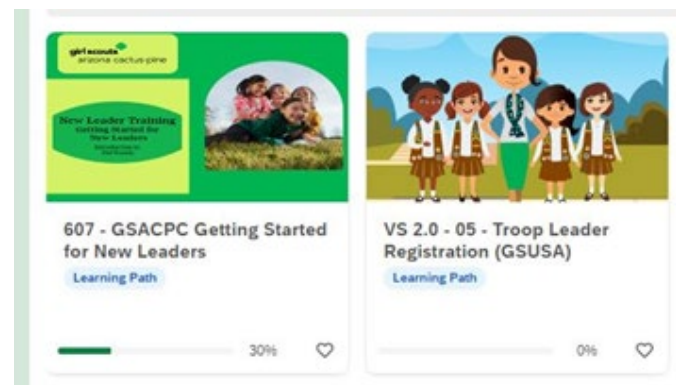 girl scouts
arizona cactus-pine
New Leader Training
Getting Started for
New Leaders
607 - GSACPC Getting Started
for New Leaders
Learning Path
30%
VS 2.0 - 05 - Troop Leader
Registration (GSUSA)
Learning Path
0%